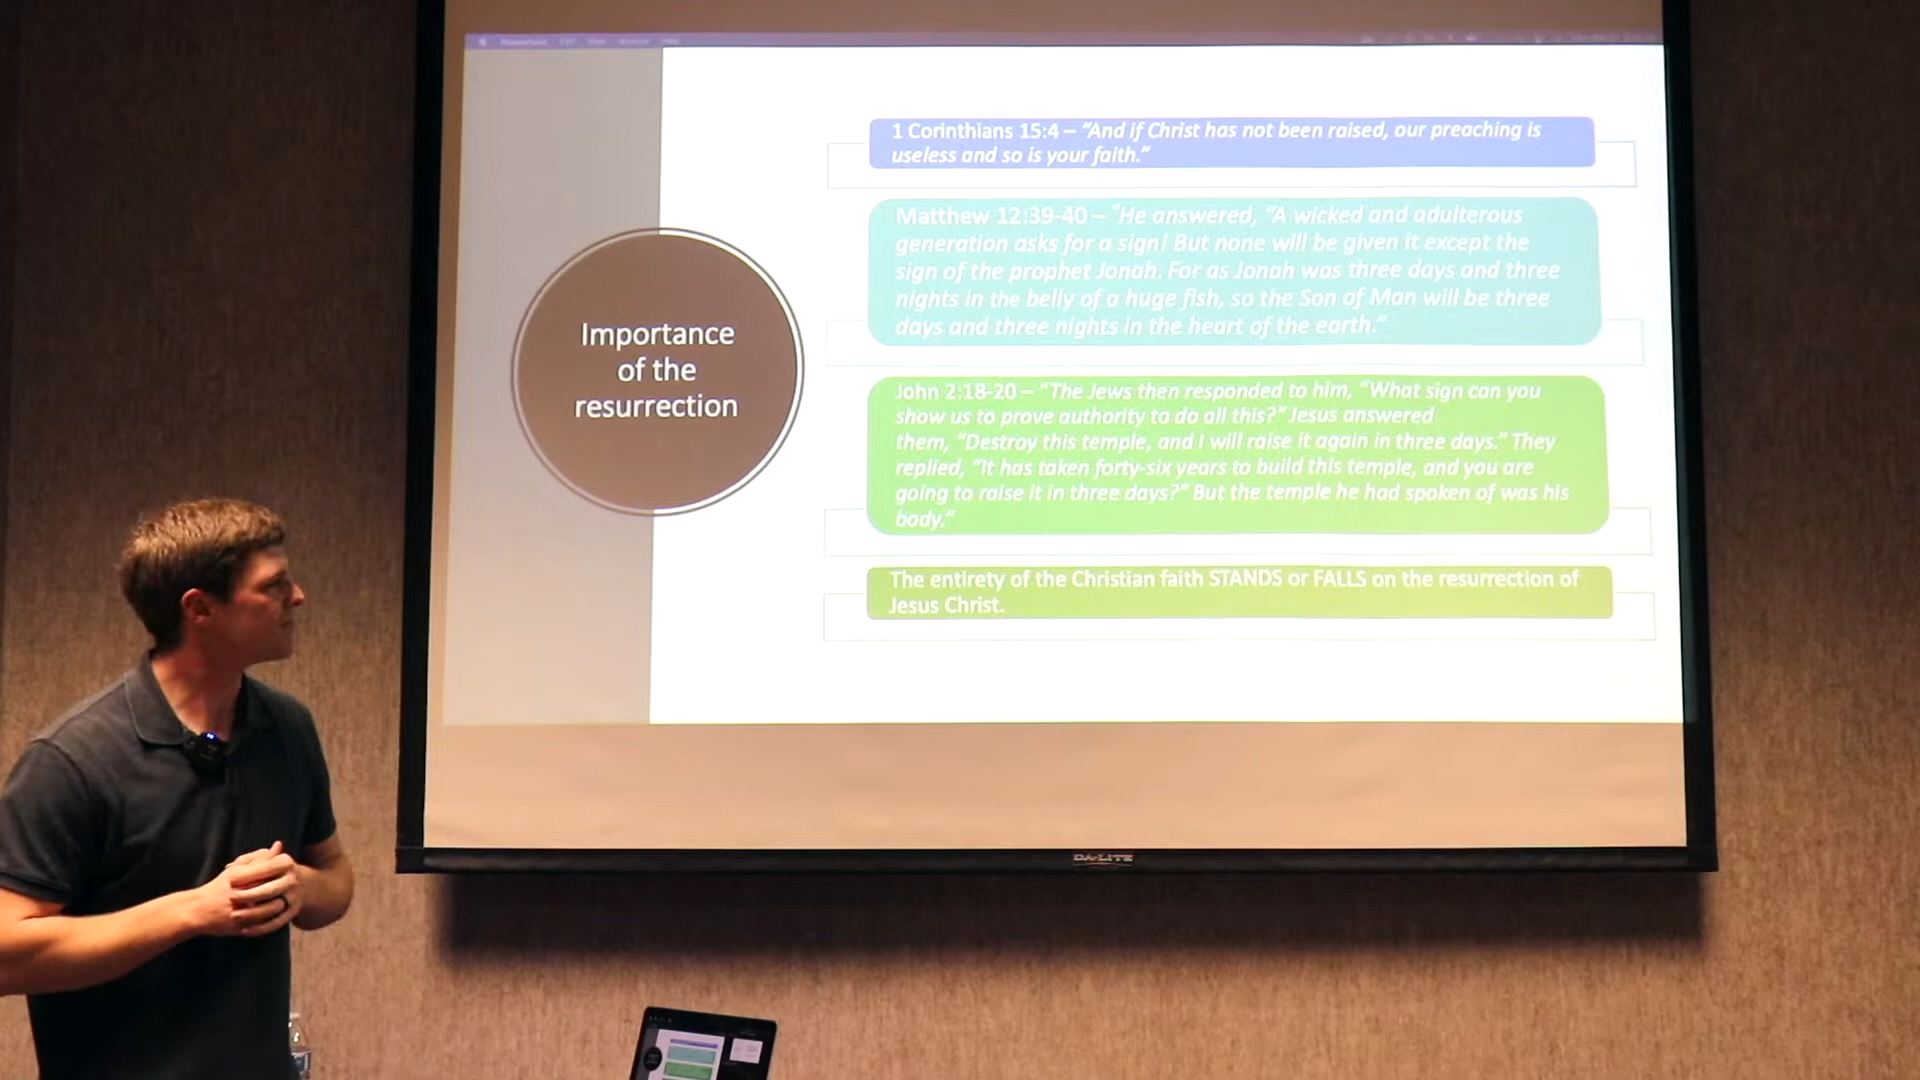 Importance
of the
resurrection
1 Corinthians 15:4 – "And if Christ has not been raised, our preaching is
useless and so is your faith."
Matthew 12:39-40 – "He answered, "A wicked and adulterous
generation asks for a sign! But none will be given it except the
sign of the prophet Jonah. For as Jonah was three days and three
nights in the belly of a huge fish, so the Son of Man will be three
days and three nights in the heart of the earth."
John 2:18-20 – "The Jews then responded to him, "What sign can you
show us to prove authority to do all this?" Jesus answered
them, "Destroy this temple, and I will raise it again in three days." They
replied, "It has taken forty-six years to build this temple, and you are
going to raise it in three days?" But the temple he had spoken of was his
body."
The entirety of the Christian faith STANDS or FALLS on the resurrection of
Jesus Christ.
DA-LITE